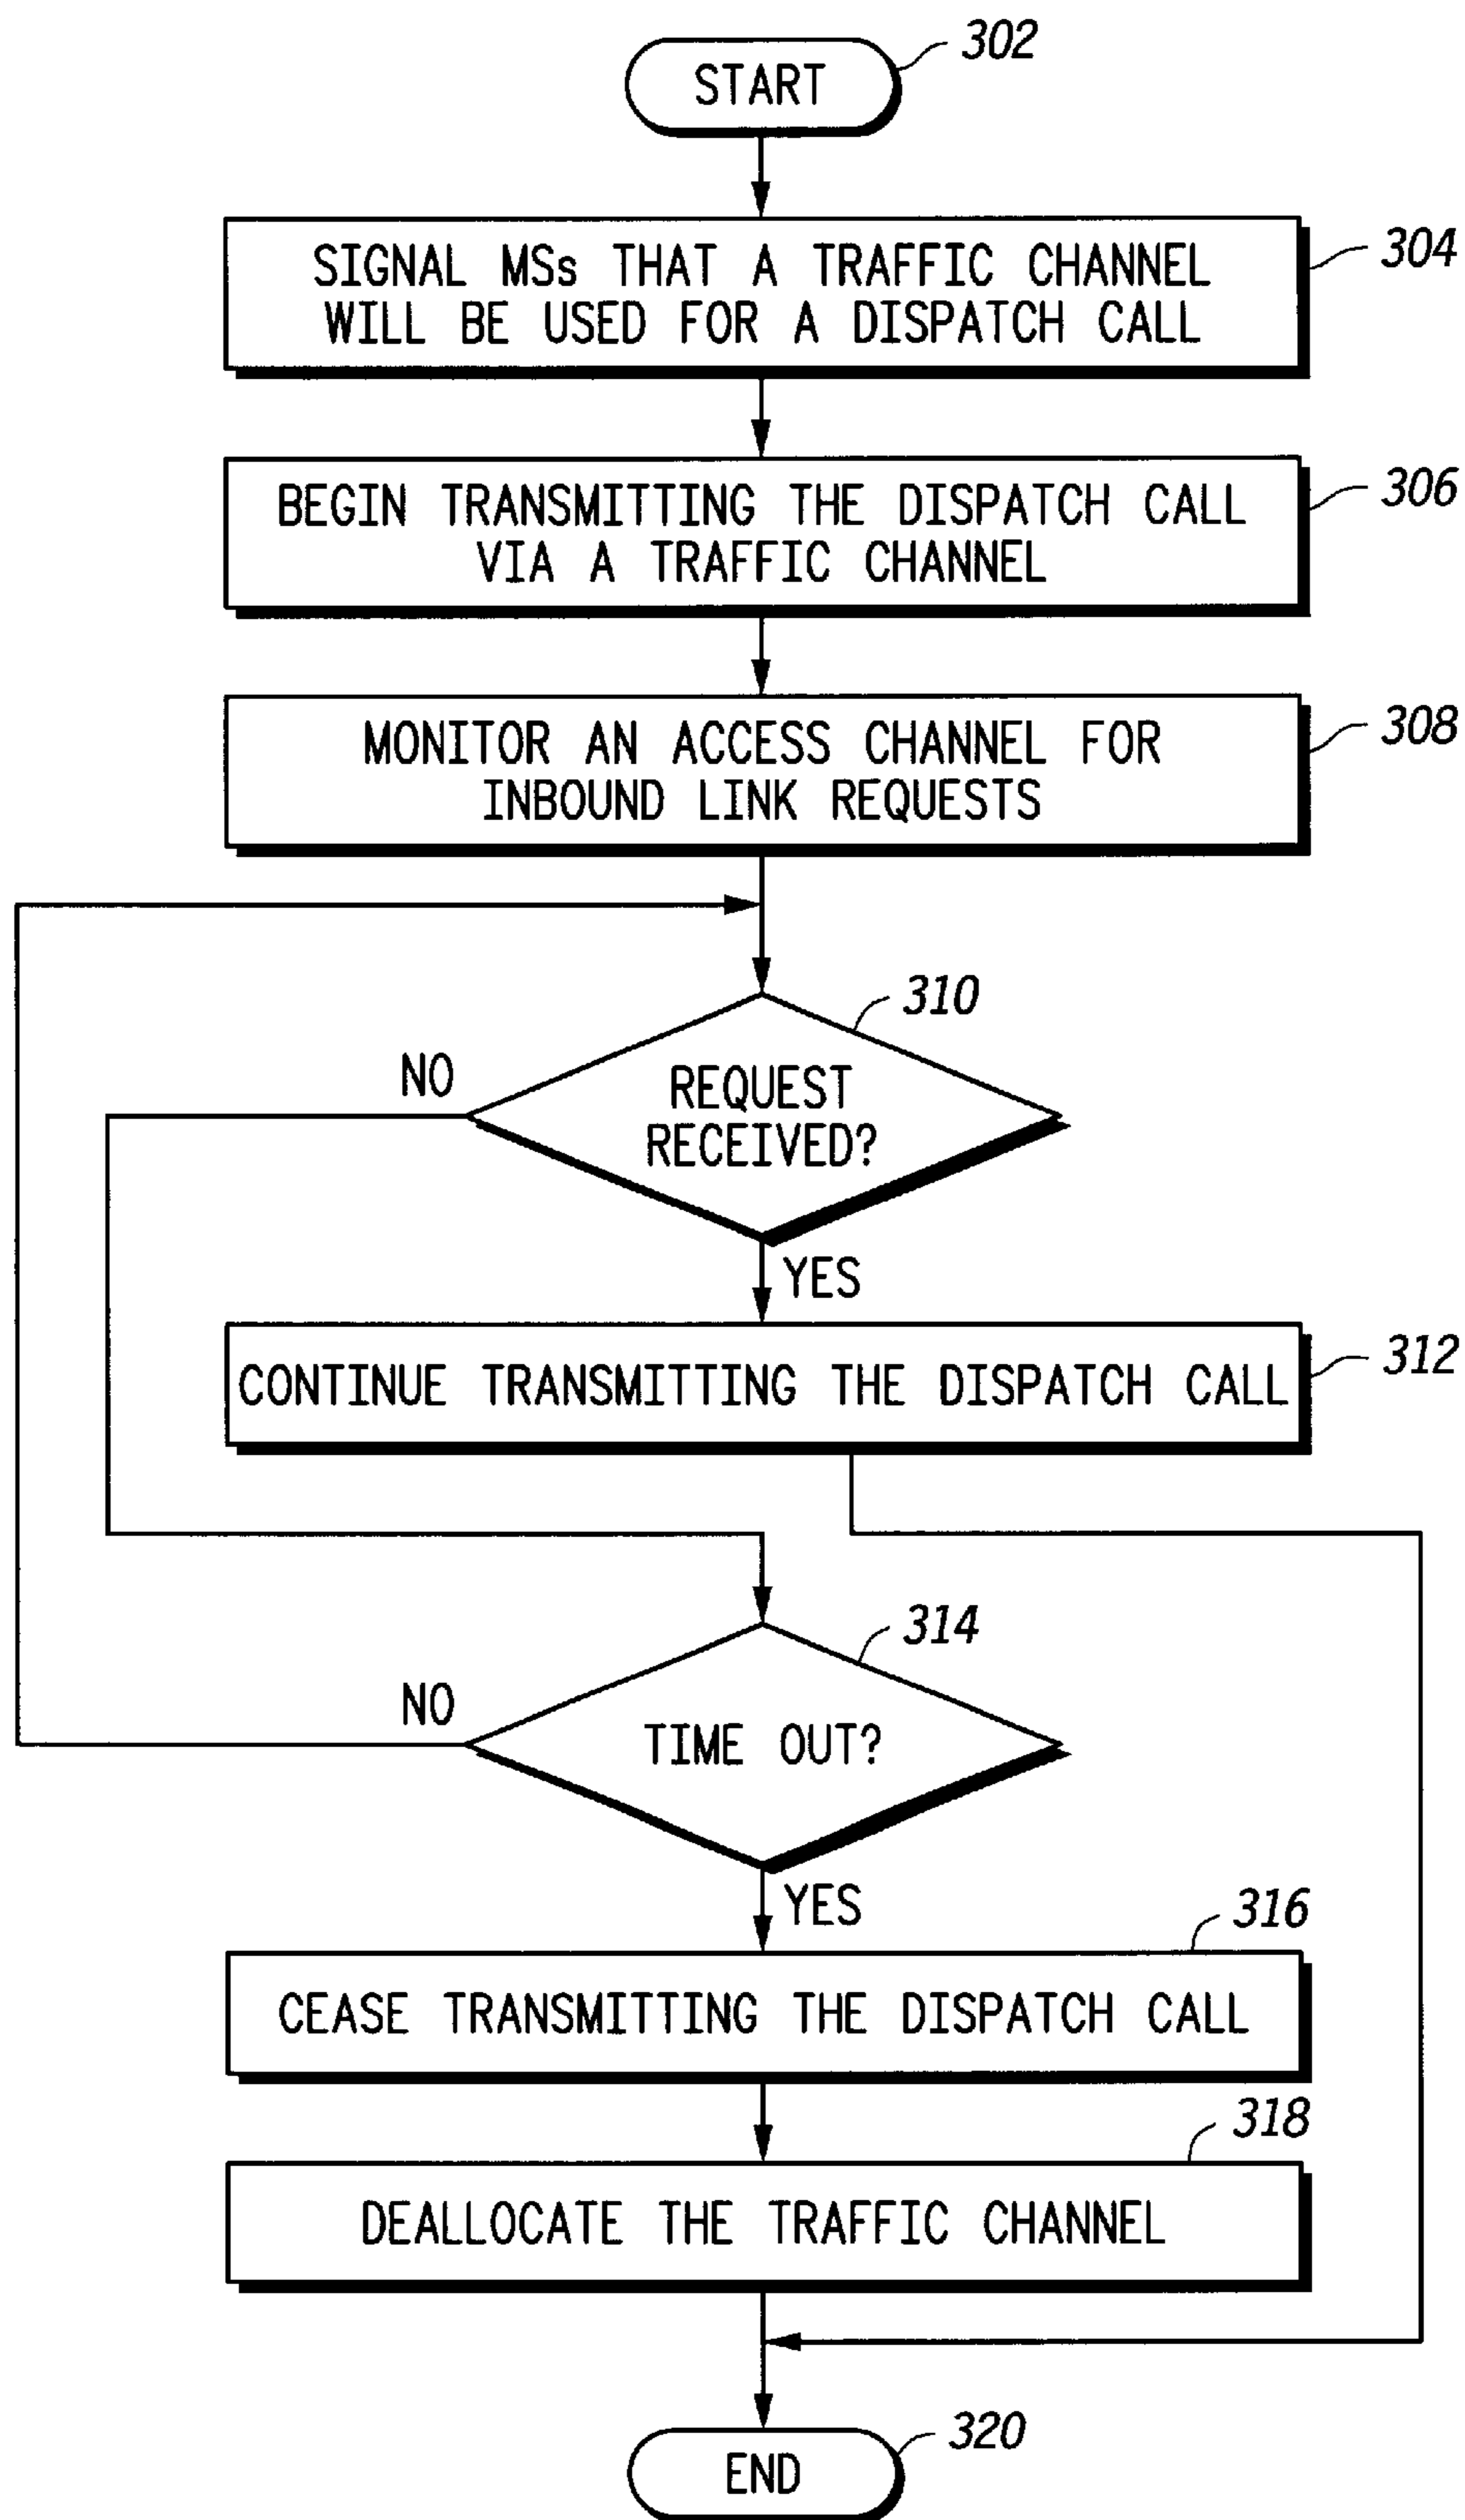 START
302
SIGNAL MSs THAT A TRAFFIC CHANNEL
WILL BE USED FOR A DISPATCH CALL
304
BEGIN TRANSMITTING THE DISPATCH CALL
VIA A TRAFFIC CHANNEL
306
MONITOR AN ACCESS CHANNEL FOR
INBOUND LINK REQUESTS
308
310
NO
REQUEST
RECEIVED?
YES
CONTINUE TRANSMITTING THE DISPATCH CALL
312
314
NO
TIME OUT?
YES
316
CEASE TRANSMITTING THE DISPATCH CALL
318
DEALLOCATE THE TRAFFIC CHANNEL
320
END